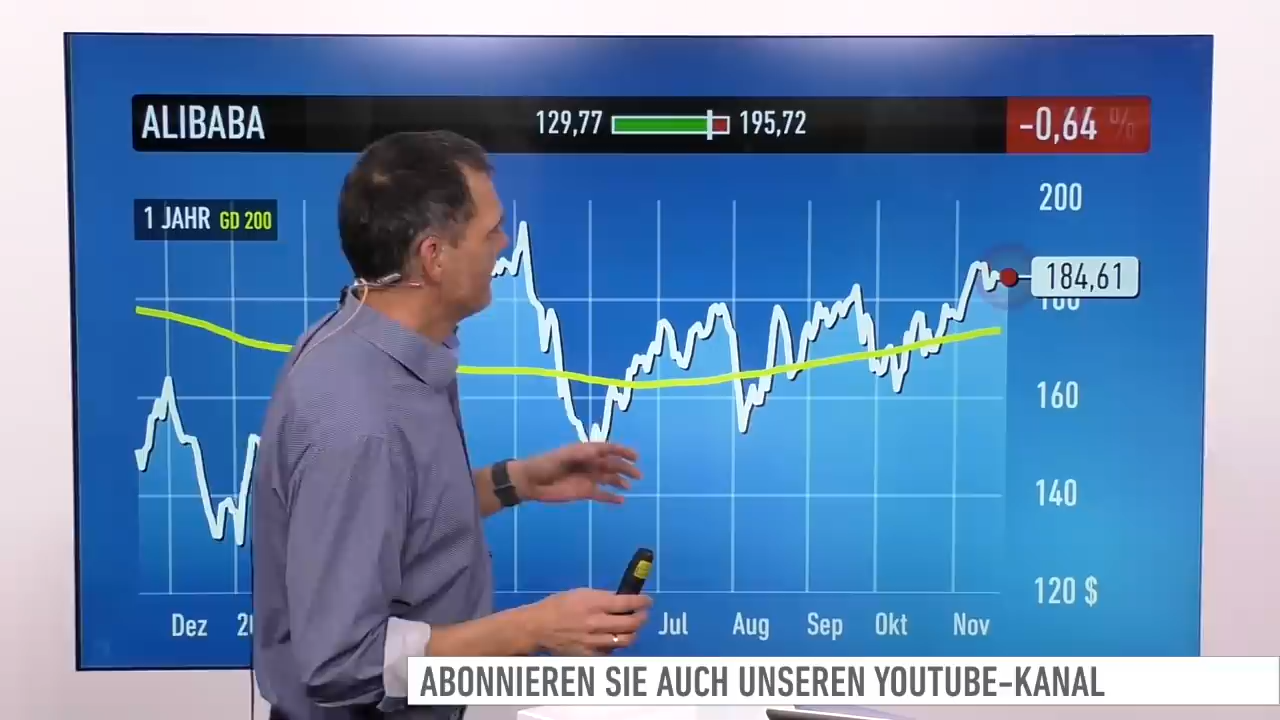 ALIBABA 129,77 195,72 -0,64 %
1 JAHR GD 200
200
184,61
180
160
140
120 $
Dez Jul Aug Sep Okt Nov
ABONNIEREN SIE AUCH UNSEREN YOUTUBE-KANAL